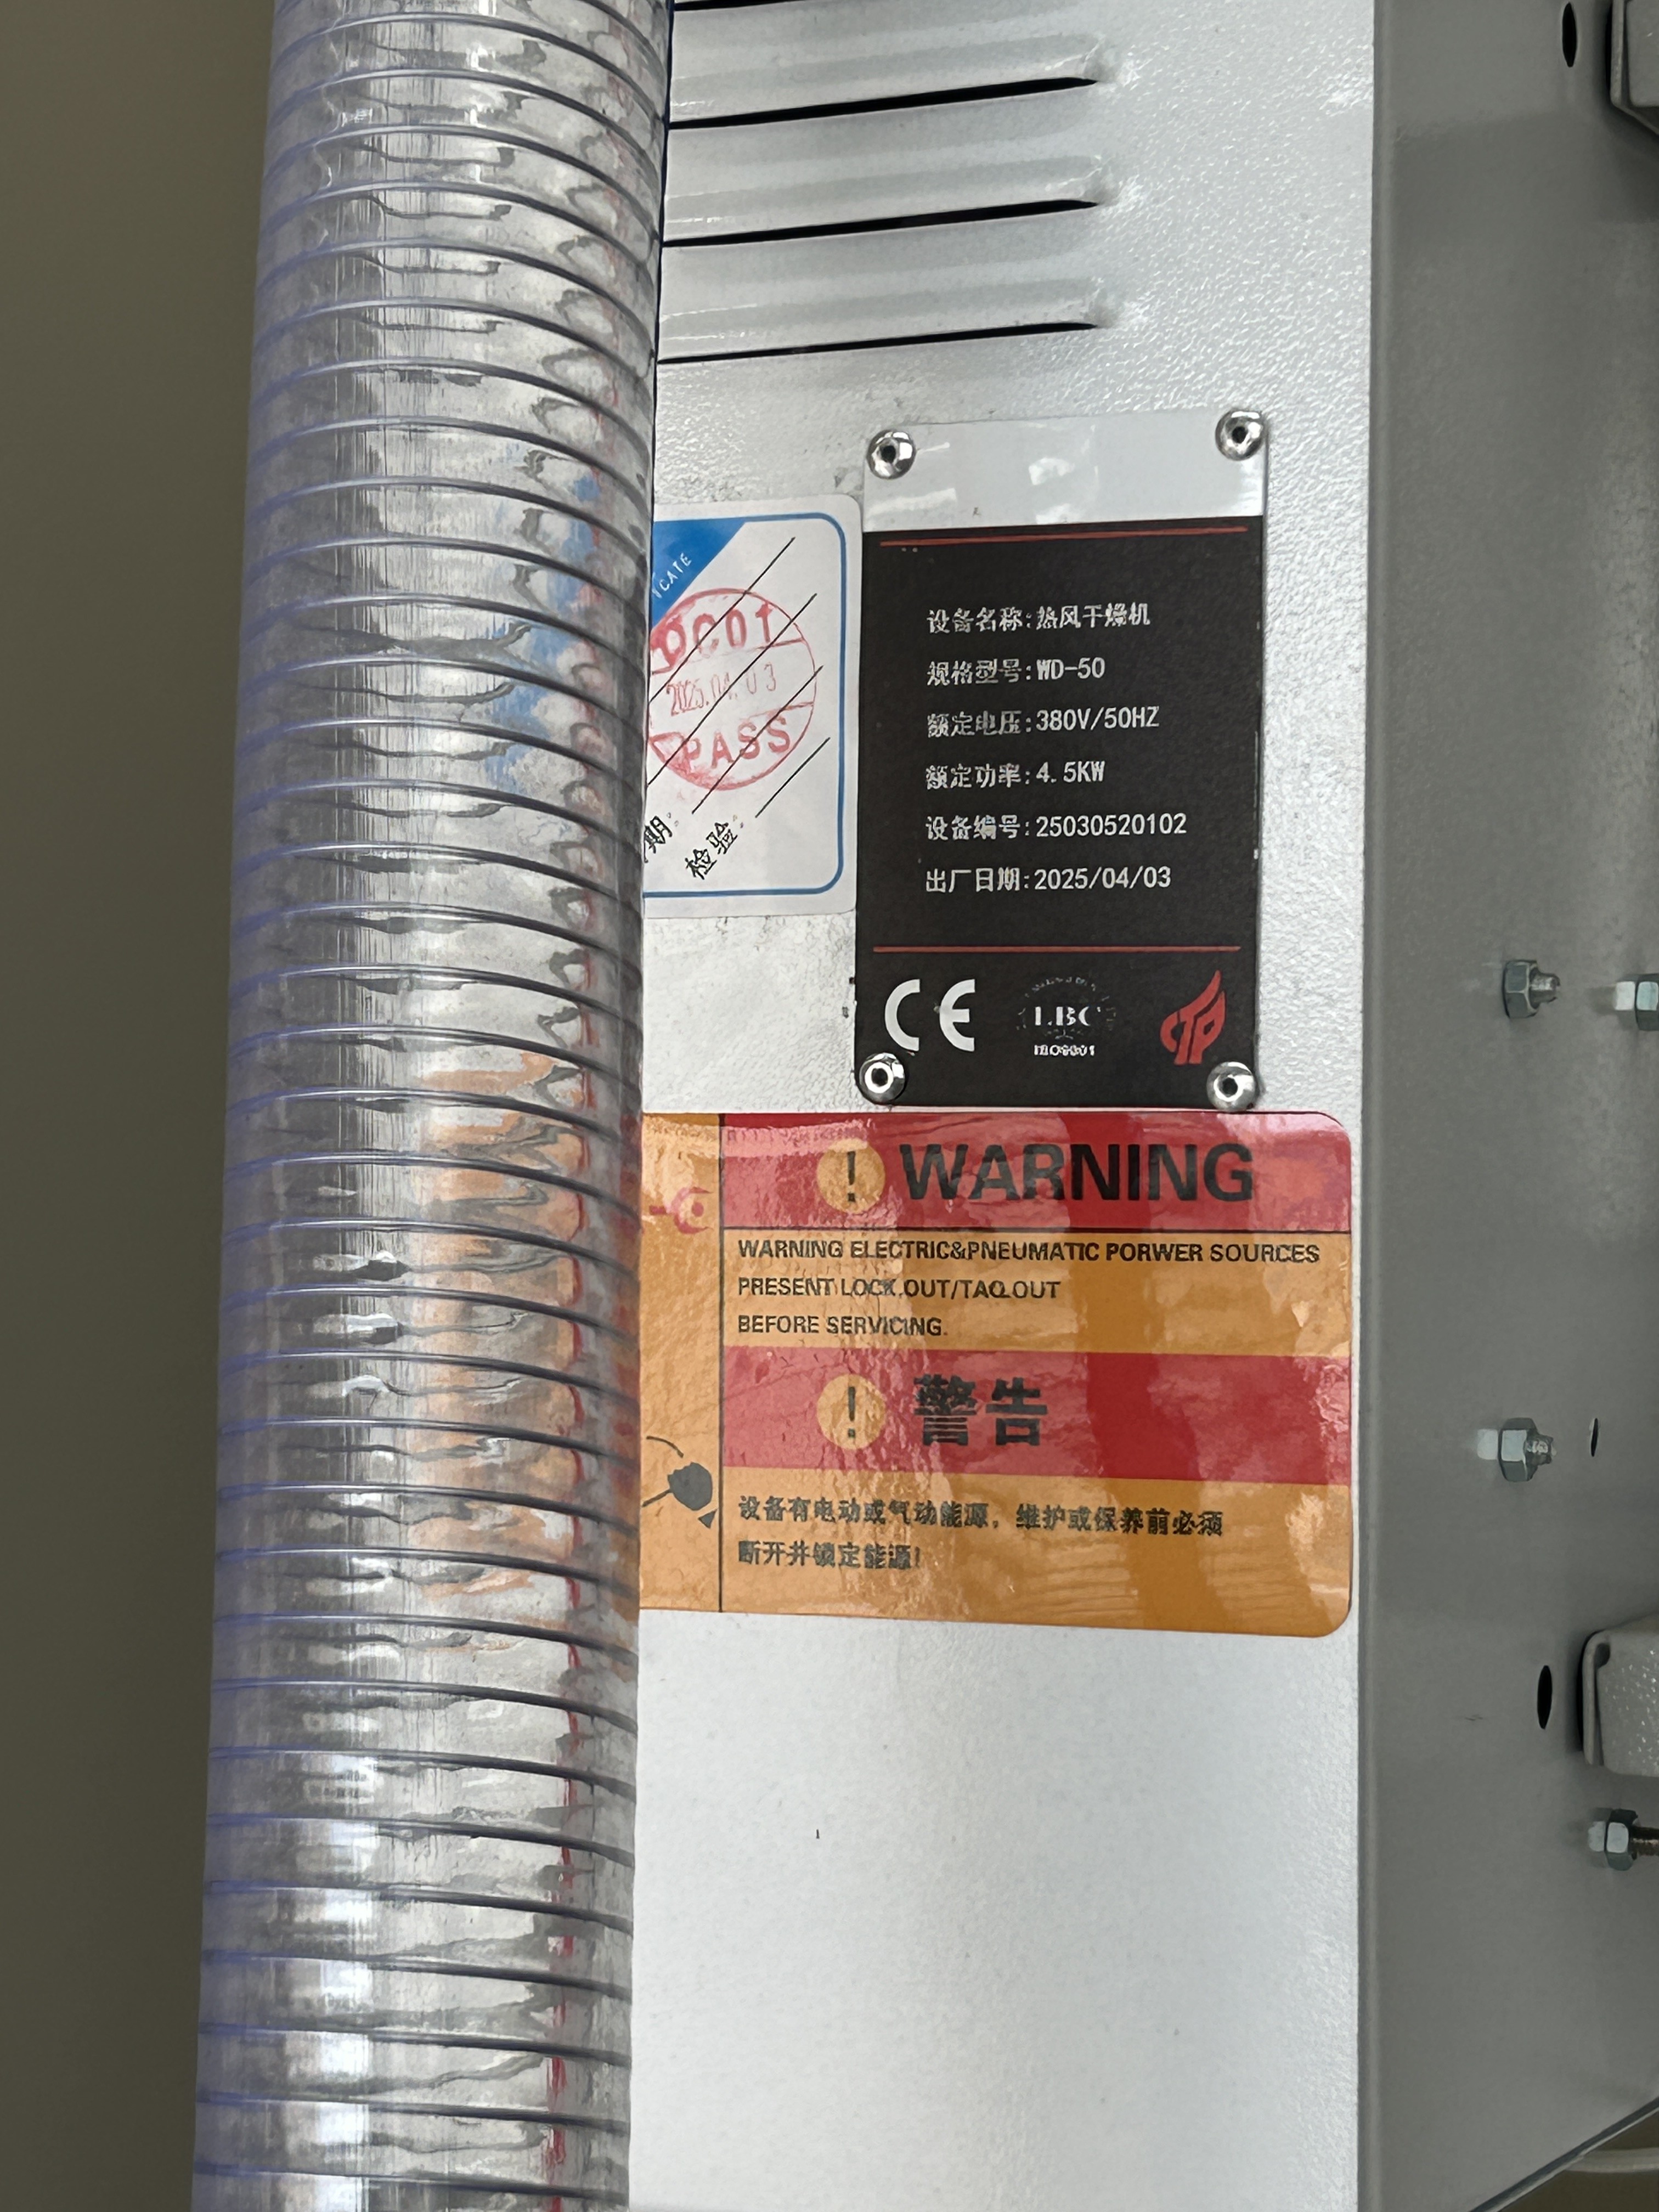 QC01
2025.04.03
PASS
期:
检验:
设备名称:热风干燥机
规格型号:WD-50
额定电压:380V/50HZ
额定功率:4.5KW
设备编号:25030520102
出厂日期:2025/04/03
CE
LBC
ISO9001
CTP
WARNING
WARNING ELECTRIC&PNEUMATIC PORWER SOURCES
PRESENT LOCK.OUT/TAQ.OUT
BEFORE SERVICING.
警告
设备有电动或气动能源，维护或保养前必须
断开并锁定能源!